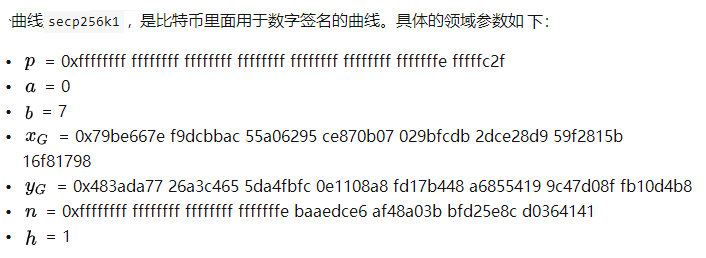 曲线 secp256k1 ，是比特币里面用于数字签名的曲线。具体的领域参数如下：
• p = 0xffffffff ffffffff ffffffff ffffffff ffffffff ffffffff fffffffe fffffc2f
• a = 0
• b = 7
• xG = 0x79be667e f9dcbbac 55a06295 ce870b07 029bfcdb 2dce28d9 59f2815b
16f81798
• yG = 0x483ada77 26a3c465 5da4fbfc 0e1108a8 fd17b448 a6855419 9c47d08f fb10d4b8
• n = 0xffffffff ffffffff ffffffff fffffffe baaedce6 af48a03b bfd25e8c d0364141
• h = 1